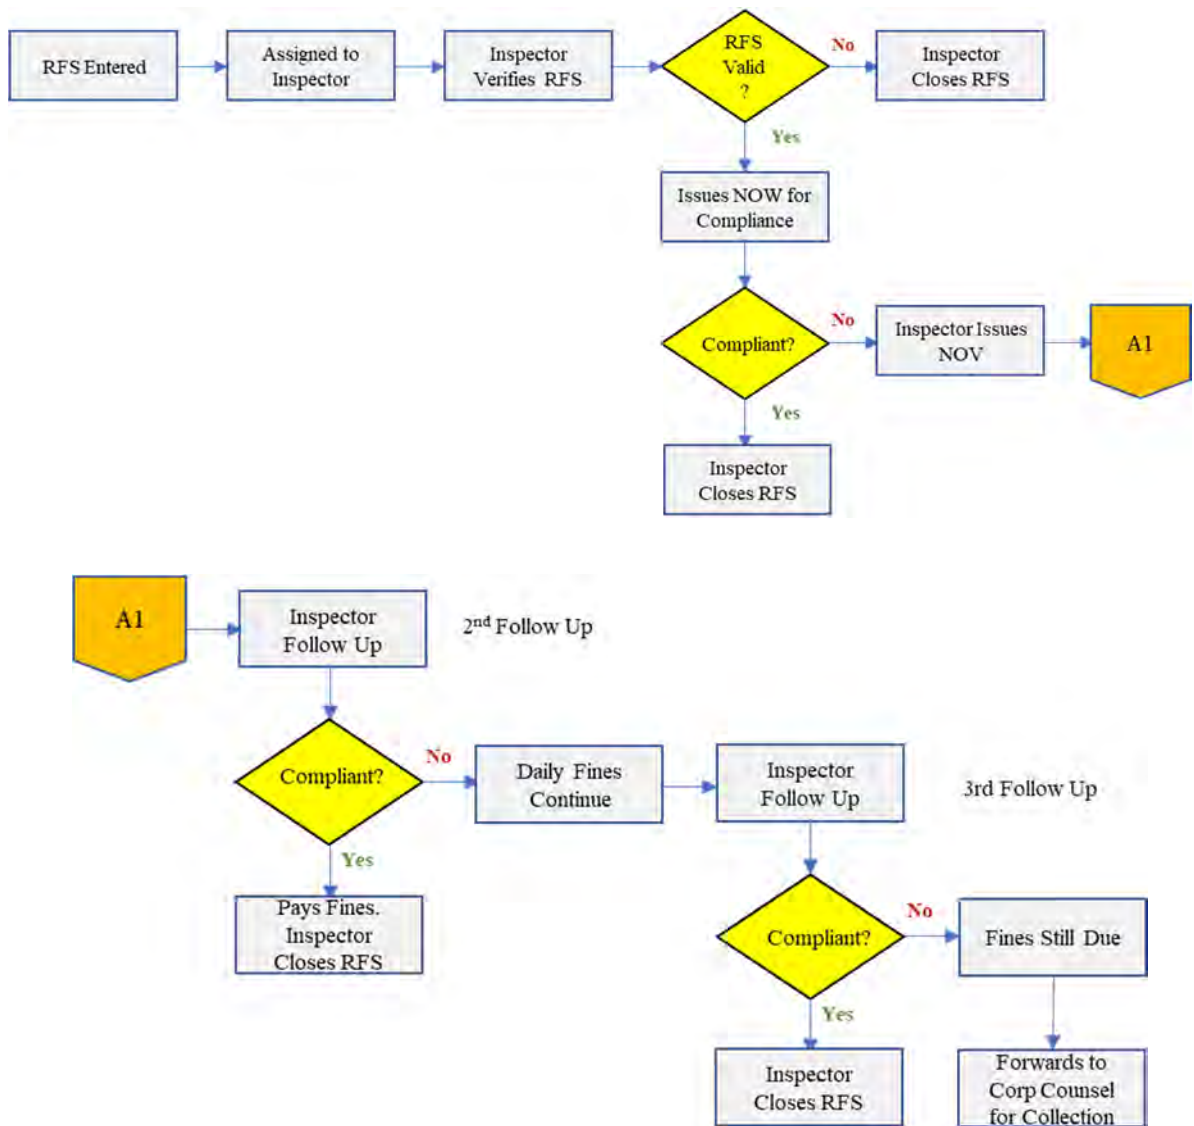 RFS Entered
Assigned to
Inspector
Inspector
Verifies RFS
RFS
Valid
?
No
Inspector
Closes RFS
Yes
Issues NOW for
Compliance
Compliant?
No
Inspector Issues
NOV
A1
Yes
Inspector
Closes RFS
A1
Inspector
Follow Up
2nd Follow Up
Compliant?
No
Daily Fines
Continue
Inspector
Follow Up
3rd Follow Up
Yes
Pays Fines.
Inspector
Closes RFS
Compliant?
No
Fines Still Due
Yes
Inspector
Closes RFS
Forwards to
Corp Counsel
for Collection